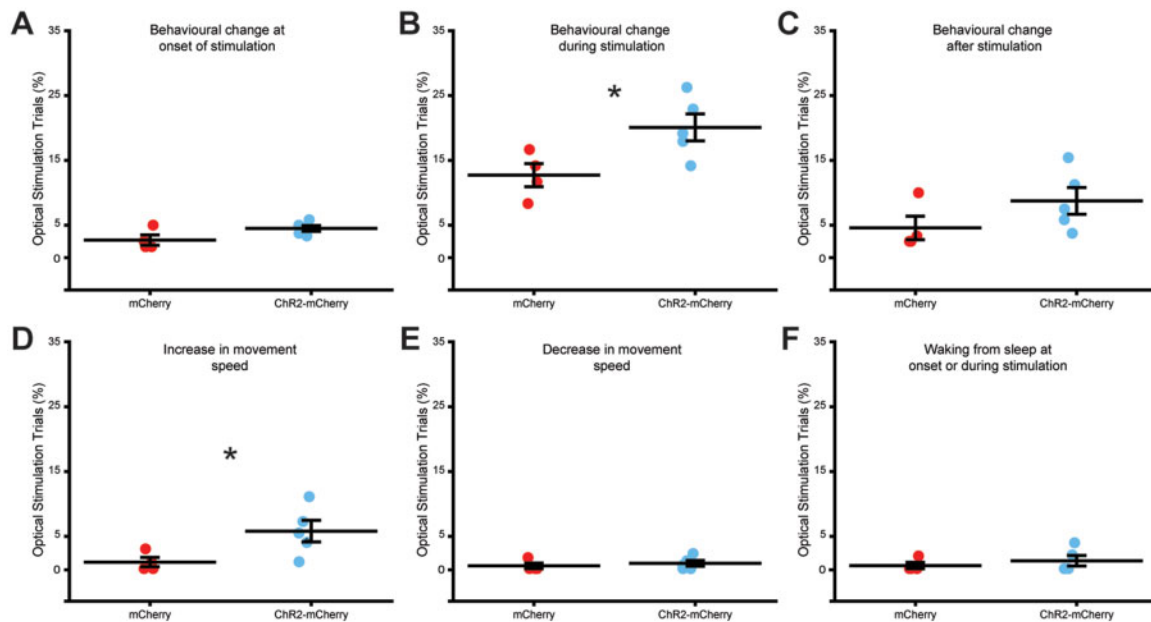 A
Behavioural change at
onset of stimulation
Optical Stimulation Trials (%)
35
25
15
5
0
mCherry
ChR2-mCherry
B
Behavioural change
during stimulation
*
Optical Stimulation Trials (%)
35
25
15
5
0
mCherry
ChR2-mCherry
C
Behavioural change
after stimulation
Optical Stimulation Trials (%)
35
25
15
5
0
mCherry
ChR2-mCherry
D
Increase in movement
speed
*
Optical Stimulation Trials (%)
35
25
15
5
0
mCherry
ChR2-mCherry
E
Decrease in movement
speed
Optical Stimulation Trials (%)
35
25
15
5
0
mCherry
ChR2-mCherry
F
Waking from sleep at
onset or during stimulation
Optical Stimulation Trials (%)
35
25
15
5
0
mCherry
ChR2-mCherry